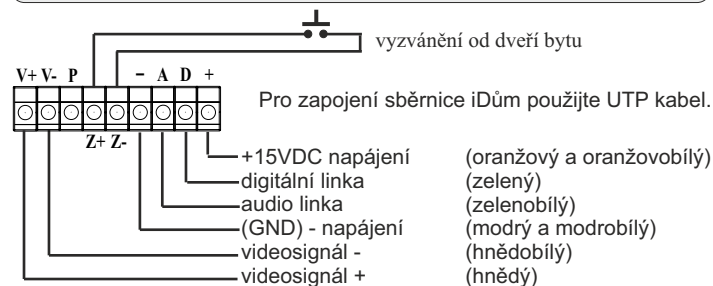 vyzvánění od dveří bytu
V+ V- P − A D +
Pro zapojení sběrnice iDům použijte UTP kabel.
Z+ Z-
+15VDC napájení (oranžový a oranžovobílý)
digitální linka (zelený)
audio linka (zelenobílý)
(GND) - napájení (modrý a modrobílý)
videosignál - (hnědobílý)
videosignál + (hnědý)